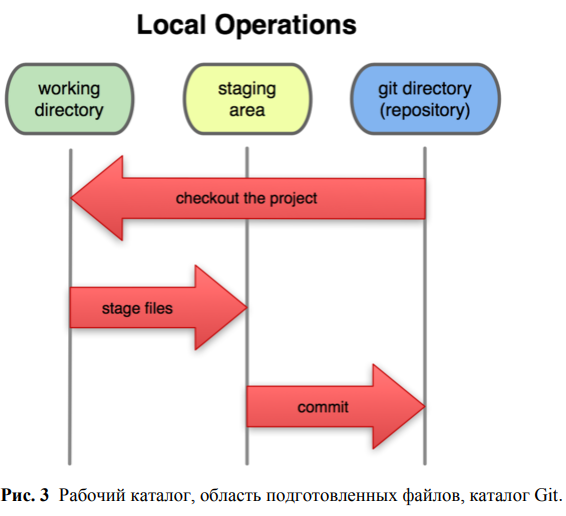 Local Operations
working
directory
staging
area
git directory
(repository)
checkout the project
stage files
commit
Рис. 3 Рабочий каталог, область подготовленных файлов, каталог Git.